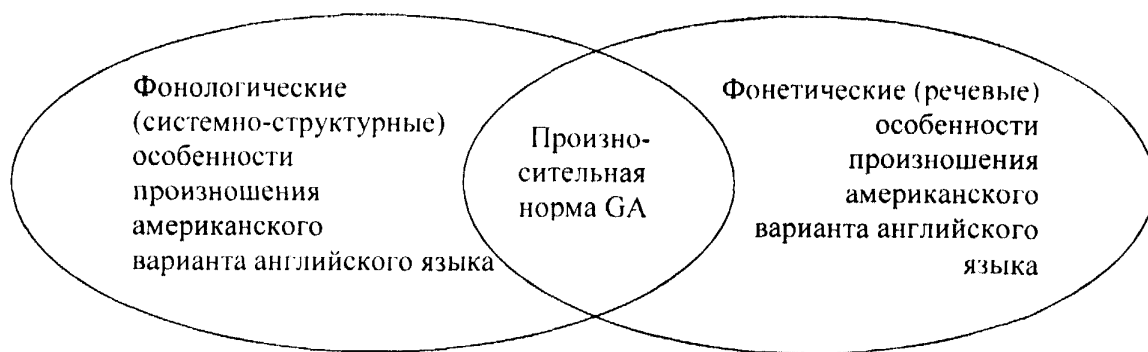 Фонологические
(системно-структурные)
особенности
произношения
американского
варианта английского языка
Произно-
сительная
норма GA
Фонетические (речевые)
особенности
произношения
американского
варианта английского
языка